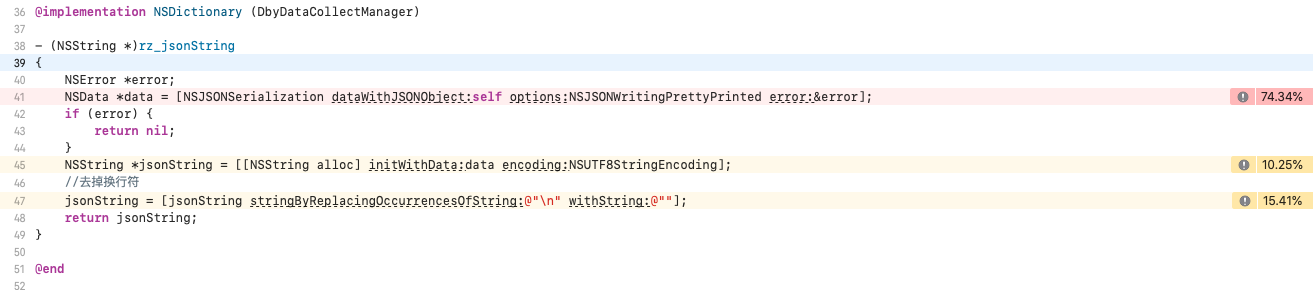 36 @implementation NSDictionary (DbyDataCollectManager)
37
38 - (NSString *)rz_jsonString
39 {
40     NSError *error;
41     NSData *data = [NSJSONSerialization dataWithJSONObject:self options:NSJSONWritingPrettyPrinted error:&error]; 74.34%
42     if (error) {
43         return nil;
44     }
45     NSString *jsonString = [[NSString alloc] initWithData:data encoding:NSUTF8StringEncoding]; 10.25%
46     //去掉换行符
47     jsonString = [jsonString stringByReplacingOccurrencesOfString:@"\n" withString:@""]; 15.41%
48     return jsonString;
49 }
50
51 @end
52